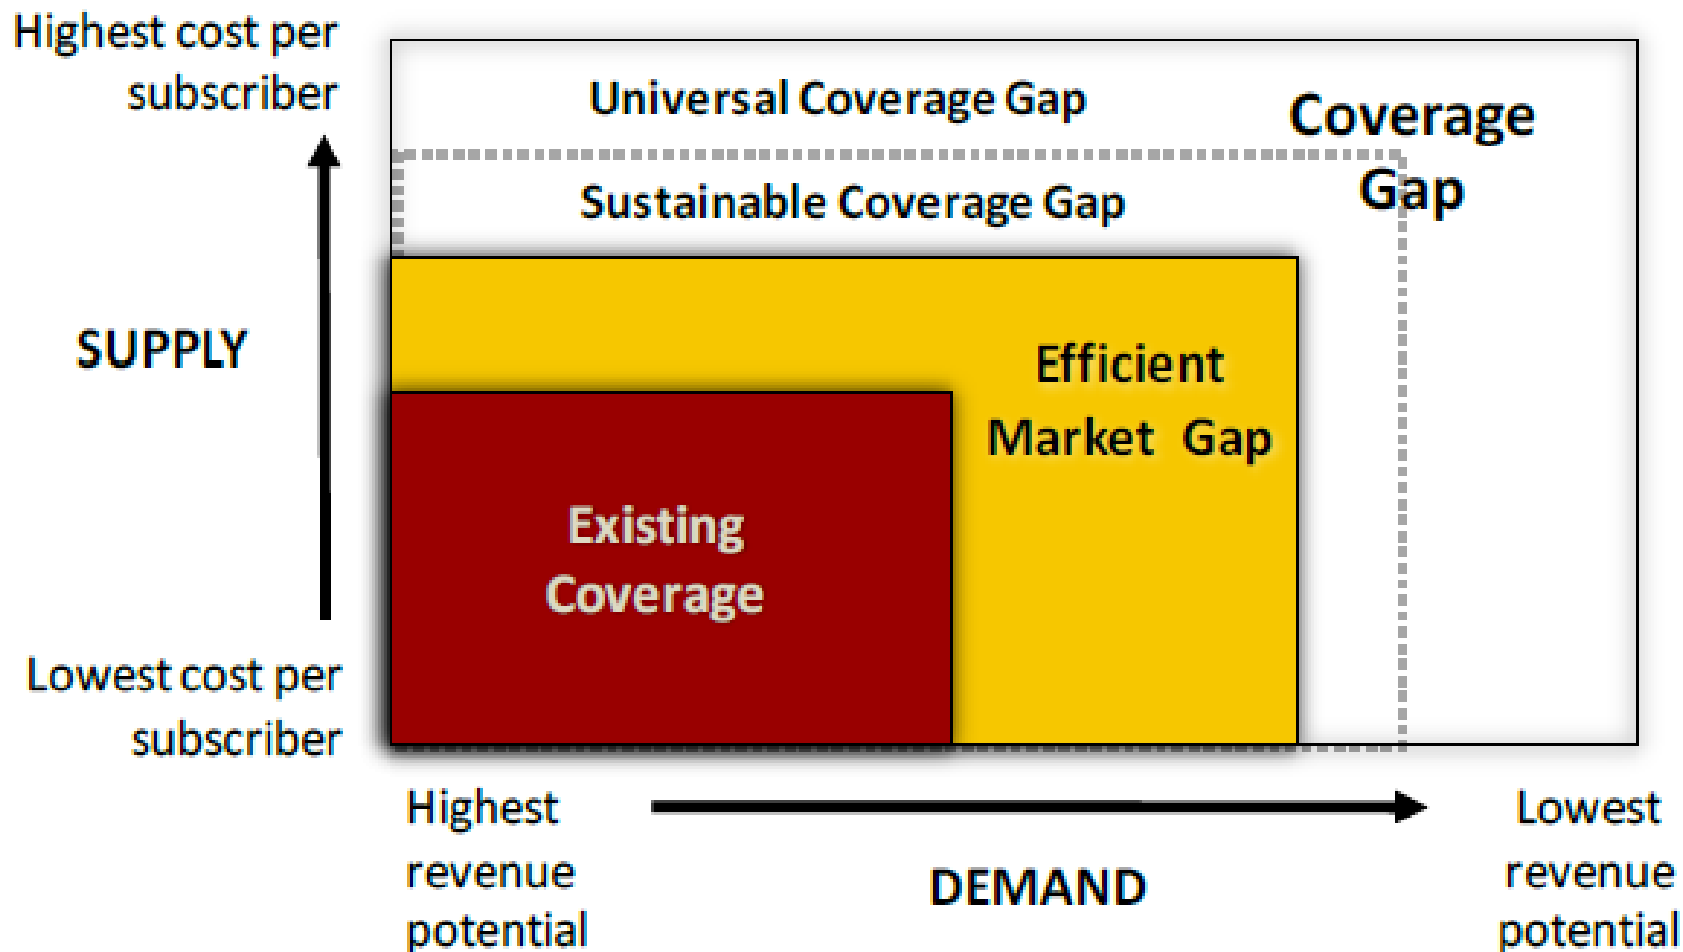 Highest cost per
subscriber
Universal Coverage Gap
Coverage
Gap
Sustainable Coverage Gap
SUPPLY
Efficient
Market Gap
Existing
Coverage
Lowest cost per
subscriber
Highest
revenue
potential
DEMAND
Lowest
revenue
potential